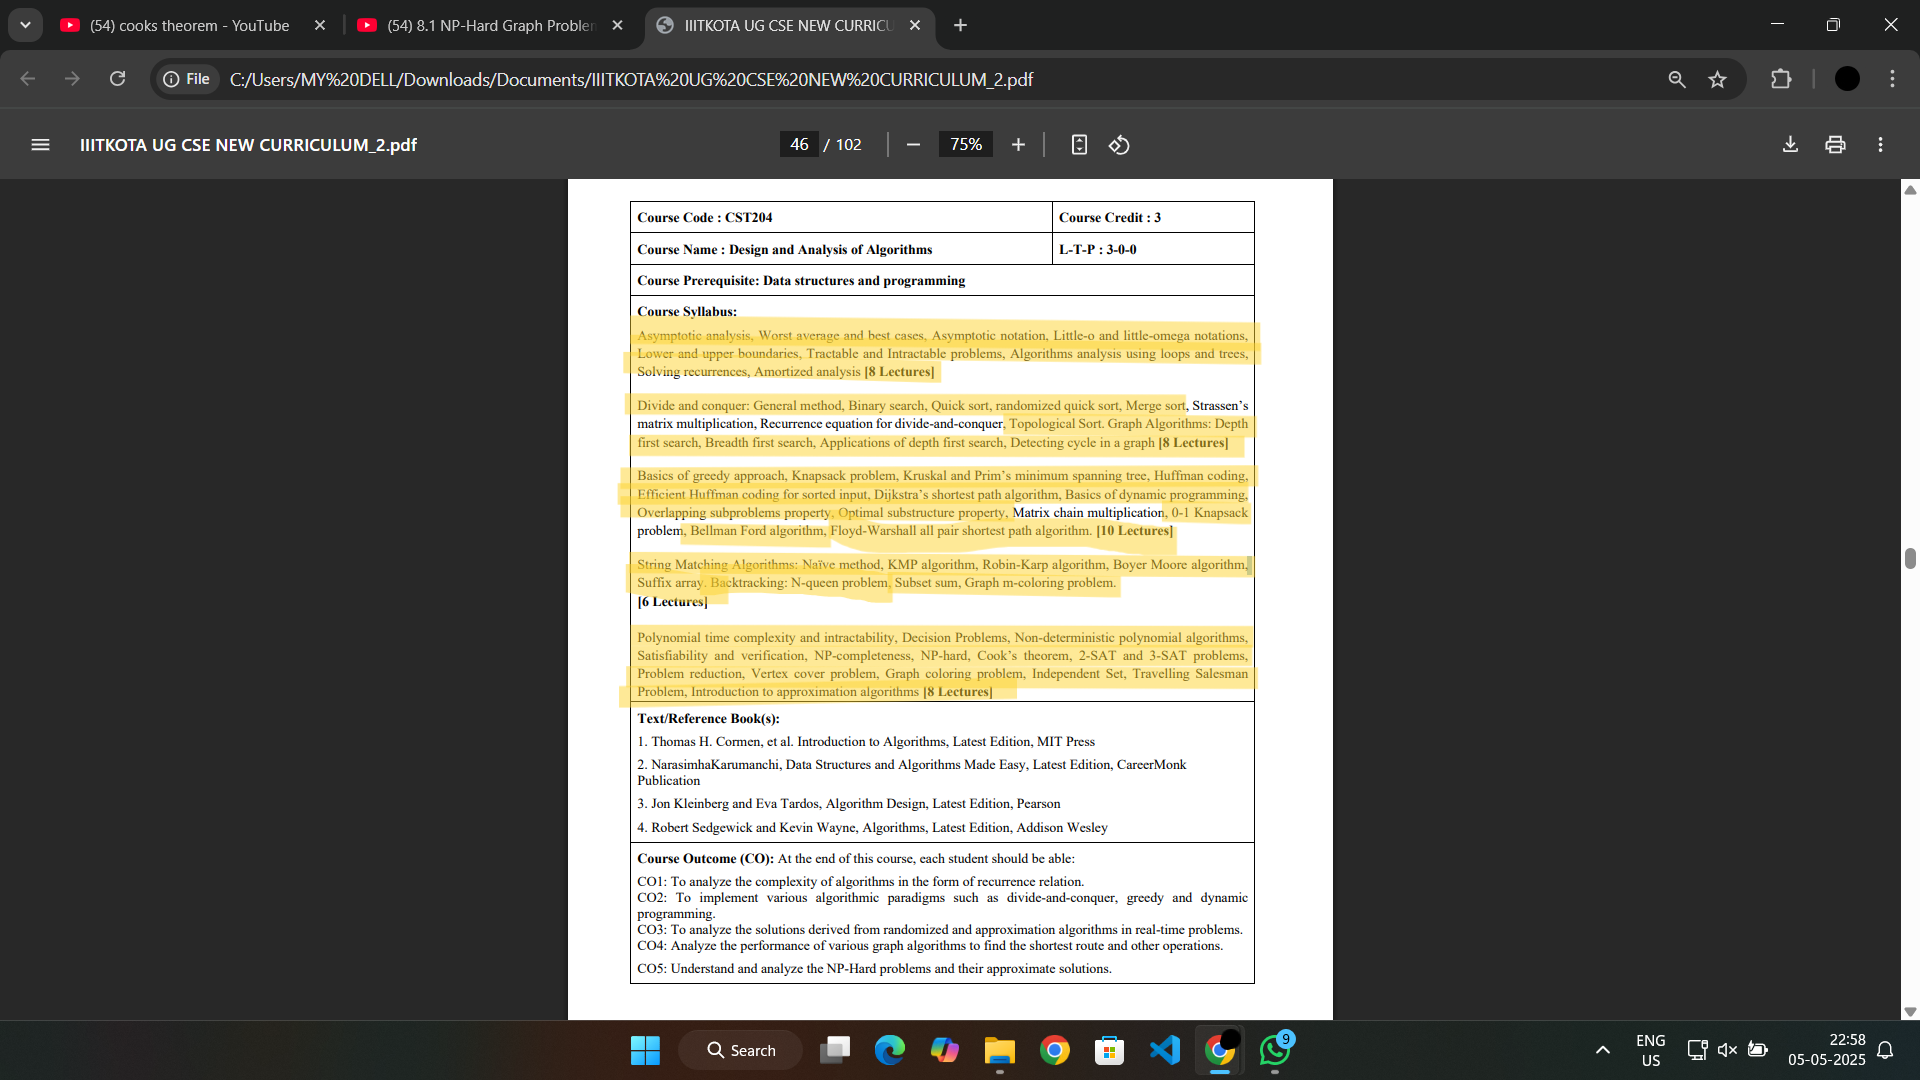 (54) cooks theorem - YouTube
(54) 8.1 NP-Hard Graph Problem
IIITKOTA UG CSE NEW CURRICU
File
C:/Users/MY%20DELL/Downloads/Documents/IIITKOTA%20UG%20CSE%20NEW%20CURRICULUM_2.pdf
IIITKOTA UG CSE NEW CURRICULUM_2.pdf
46 / 102
75%
Course Code : CST204
Course Credit : 3
Course Name : Design and Analysis of Algorithms
L-T-P : 3-0-0
Course Prerequisite: Data structures and programming
Course Syllabus:
Asymptotic analysis, Worst average and best cases, Asymptotic notation, Little-o and little-omega notations,
Lower and upper boundaries, Tractable and Intractable problems, Algorithms analysis using loops and trees,
Solving recurrences, Amortized analysis [8 Lectures]
Divide and conquer: General method, Binary search, Quick sort, randomized quick sort, Merge sort, Strassen’s
matrix multiplication, Recurrence equation for divide-and-conquer, Topological Sort. Graph Algorithms: Depth
first search, Breadth first search, Applications of depth first search, Detecting cycle in a graph [8 Lectures]
Basics of greedy approach, Knapsack problem, Kruskal and Prim’s minimum spanning tree, Huffman coding,
Efficient Huffman coding for sorted input, Dijkstra’s shortest path algorithm, Basics of dynamic programming,
Overlapping subproblems property, Optimal substructure property, Matrix chain multiplication, 0-1 Knapsack
problem, Bellman Ford algorithm, Floyd-Warshall all pair shortest path algorithm. [10 Lectures]
String Matching Algorithms: Naïve method, KMP algorithm, Robin-Karp algorithm, Boyer Moore algorithm,
Suffix array. Backtracking: N-queen problem, Subset sum, Graph m-coloring problem.
[6 Lectures]
Polynomial time complexity and intractability, Decision Problems, Non-deterministic polynomial algorithms,
Satisfiability and verification, NP-completeness, NP-hard, Cook’s theorem, 2-SAT and 3-SAT problems,
Problem reduction, Vertex cover problem, Graph coloring problem, Independent Set, Travelling Salesman
Problem, Introduction to approximation algorithms [8 Lectures]
Text/Reference Book(s):
1. Thomas H. Cormen, et al. Introduction to Algorithms, Latest Edition, MIT Press
2. NarasimhaKarumanchi, Data Structures and Algorithms Made Easy, Latest Edition, CareerMonk
Publication
3. Jon Kleinberg and Eva Tardos, Algorithm Design, Latest Edition, Pearson
4. Robert Sedgewick and Kevin Wayne, Algorithms, Latest Edition, Addison Wesley
Course Outcome (CO): At the end of this course, each student should be able:
CO1: To analyze the complexity of algorithms in the form of recurrence relation.
CO2: To implement various algorithmic paradigms such as divide-and-conquer, greedy and dynamic
programming.
CO3: To analyze the solutions derived from randomized and approximation algorithms in real-time problems.
CO4: Analyze the performance of various graph algorithms to find the shortest route and other operations.
CO5: Understand and analyze the NP-Hard problems and their approximate solutions.
Search
9
ENG
US
22:58
05-05-2025